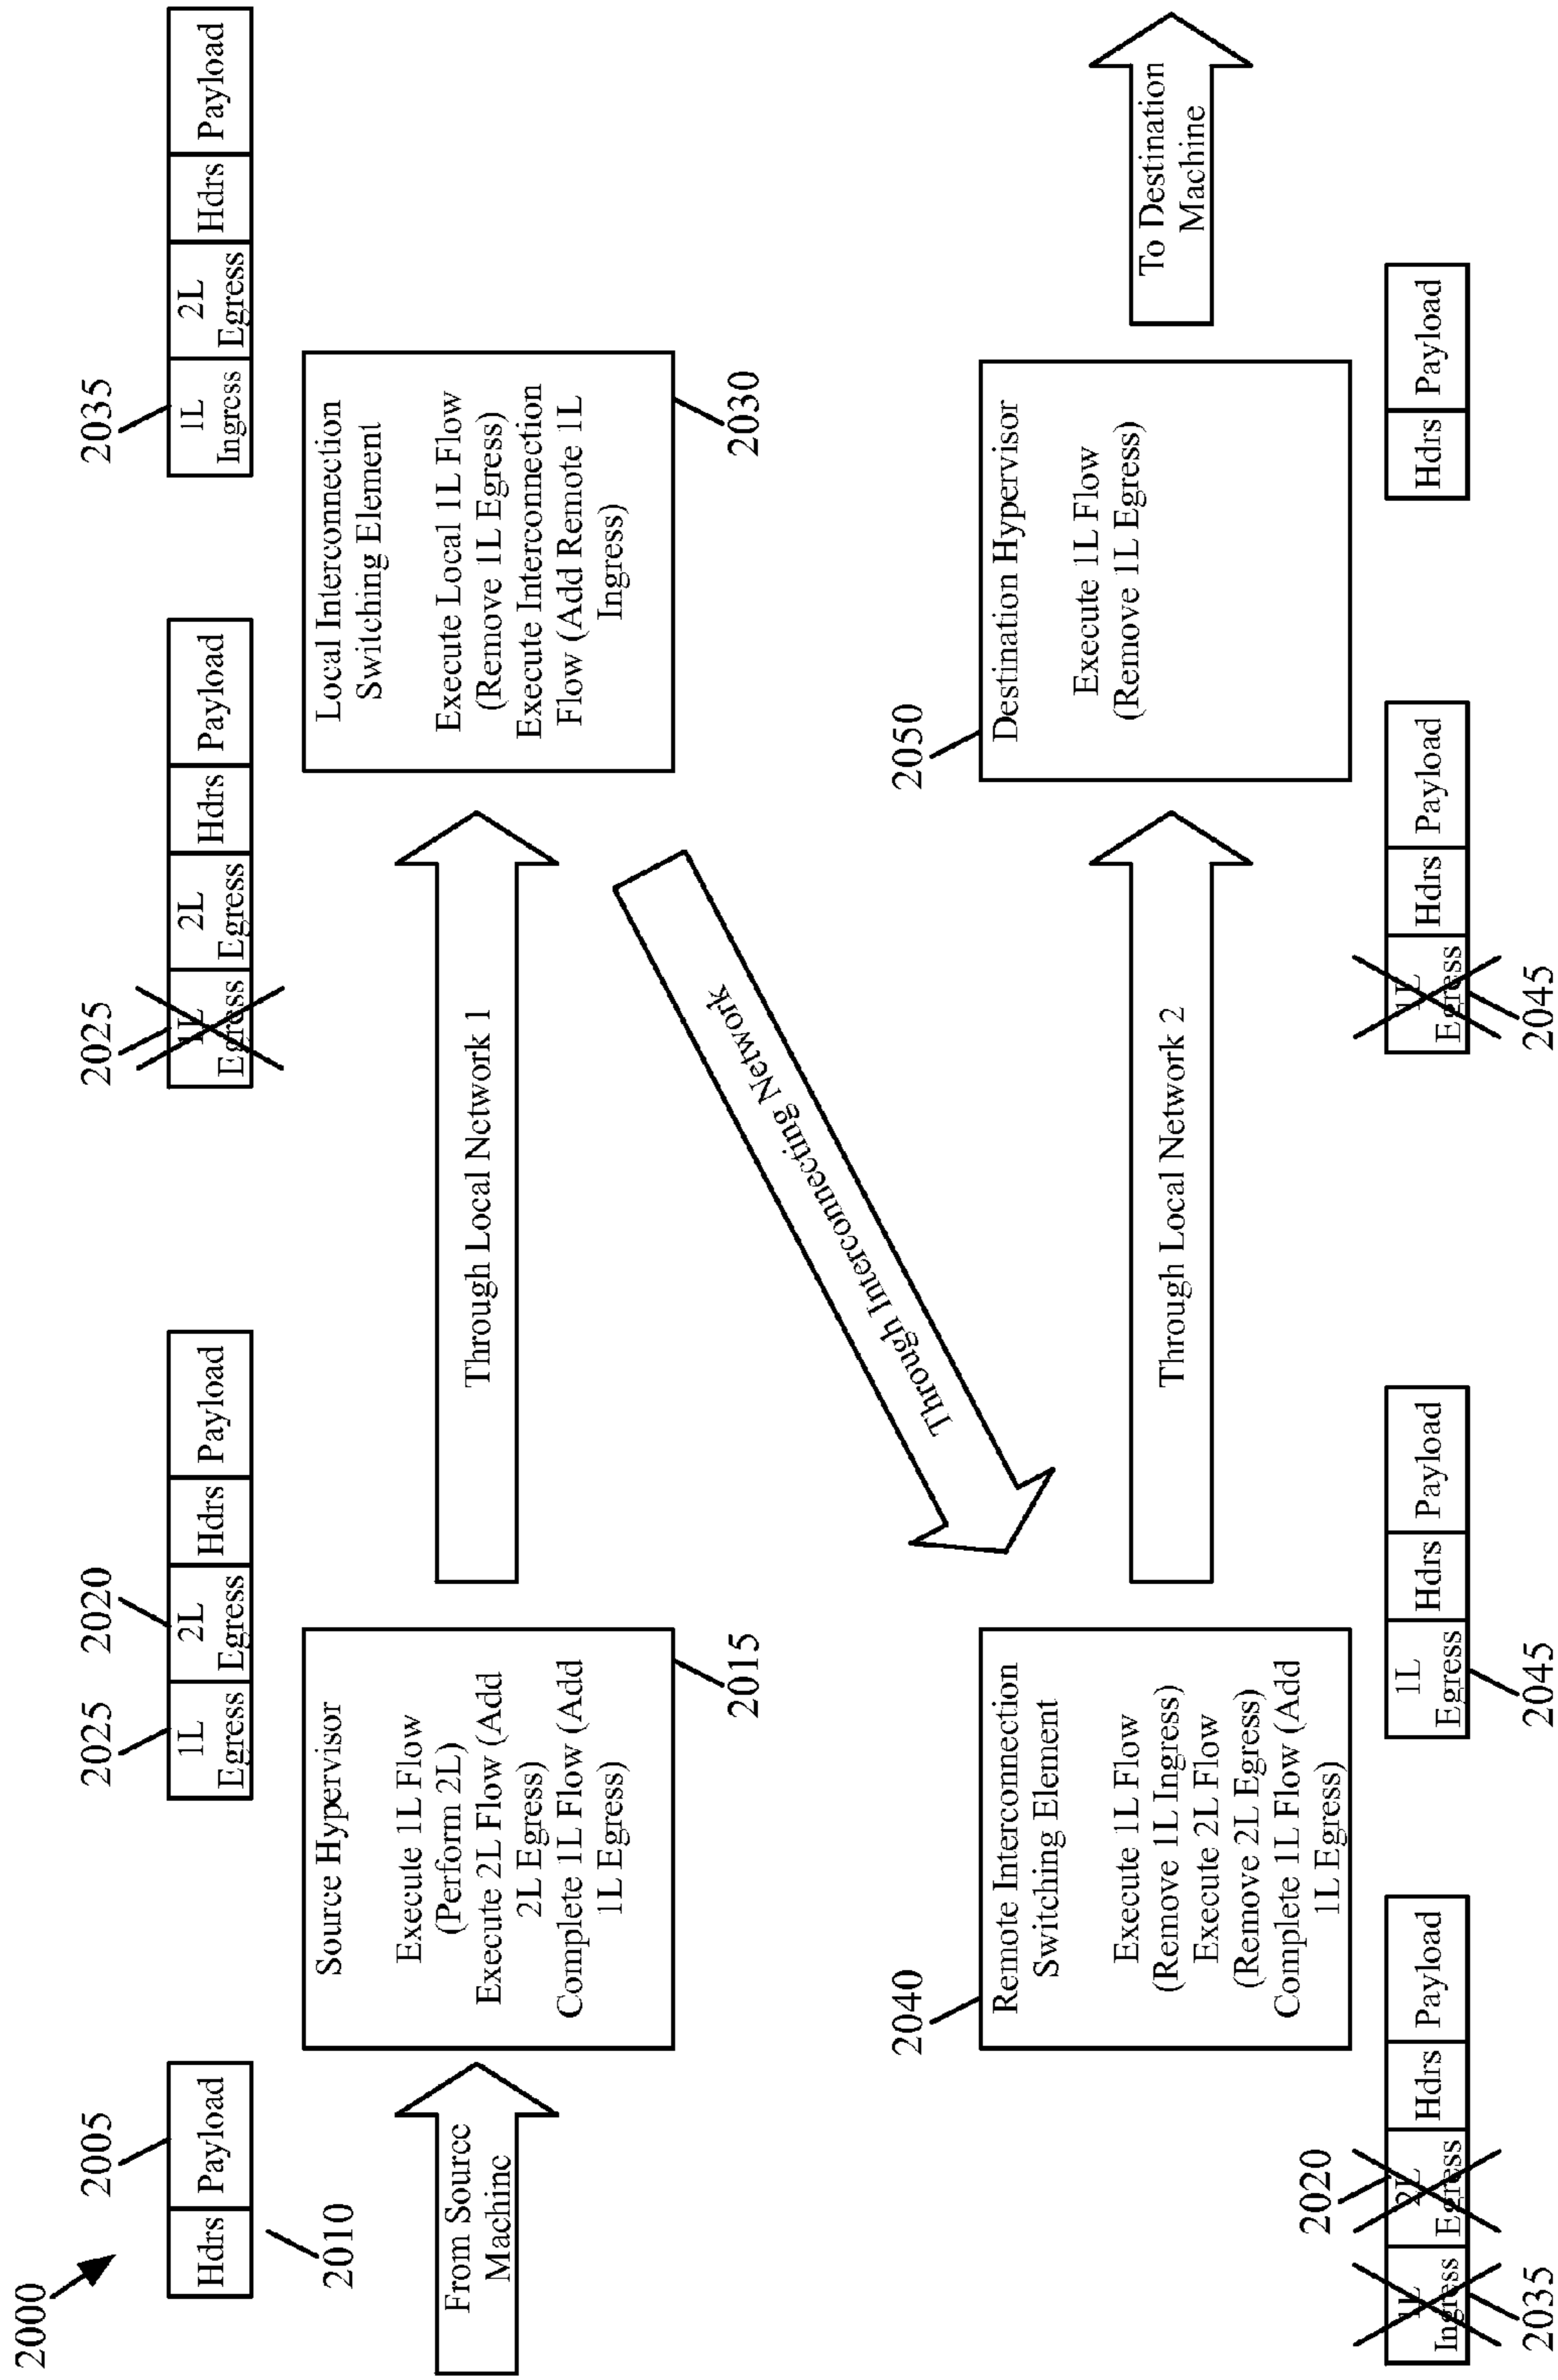 2000
2005
Hdrs
Payload
2010
2025
2020
1L
Egress
2L
Egress
Hdrs
Payload
2025
1L
Egress
2L
Egress
Hdrs
Payload
2035
1L
Ingress
2L
Egress
Hdrs
Payload
From Source
Machine
Source Hypervisor
Execute 1L Flow
(Perform 2L)
Execute 2L Flow (Add
2L Egress)
Complete 1L Flow (Add
1L Egress)
2015
Through Local Network 1
Local Interconnection
Switching Element
Execute Local 1L Flow
(Remove 1L Egress)
Execute Interconnection
Flow (Add Remote 1L
Ingress)
2030
Through Interconnecting Network
2040
Remote Interconnection
Switching Element
Execute 1L Flow
(Remove 1L Ingress)
Execute 2L Flow
(Remove 2L Egress)
Complete 1L Flow (Add
1L Egress)
Through Local Network 2
2050
Destination Hypervisor
Execute 1L Flow
(Remove 1L Egress)
To Destination
Machine
2020
1L
Ingress
2L
Egress
Hdrs
Payload
2035
1L
Egress
Hdrs
Payload
2045
1L
Egress
Hdrs
Payload
2045
Hdrs
Payload